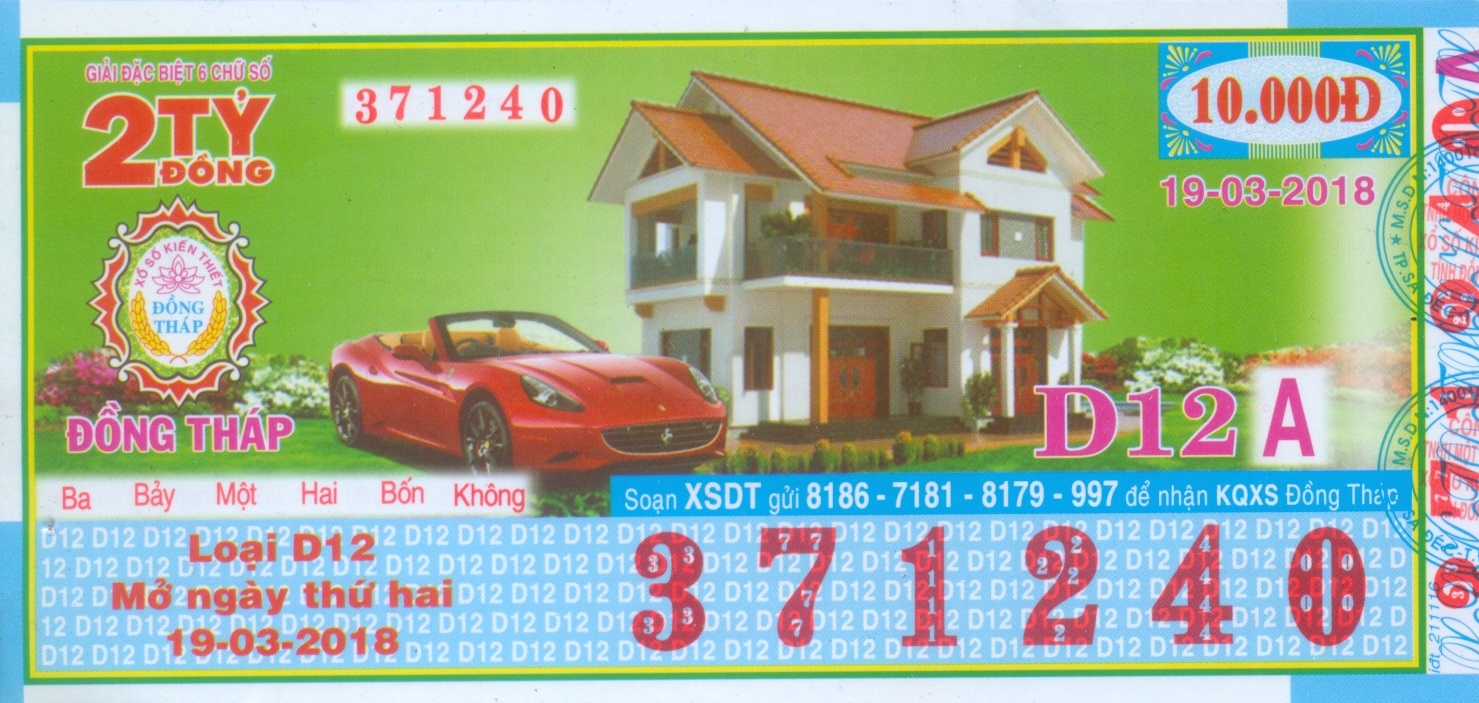 GIẢI ĐẶC BIỆT 6 CHỮ SỐ
2 TỶ
ĐỒNG
371240
10.000Đ
19-03-2018
XỔ SỐ KIẾN THIẾT
ĐỒNG
THÁP
ĐỒNG THÁP
D12 A
Ba Bảy Một Hai Bốn Không
Soạn XSDT gửi 8186 - 7181 - 8179 - 997 để nhận KQXS Đồng Tháp
Loại D12
Mở ngày thứ hai
19-03-2018
371240